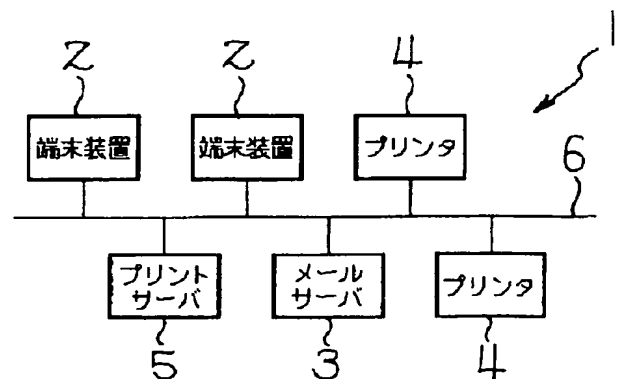 1
2 2 4
端末装置 端末装置 プリンタ
6
プリント
サーバ
メール
サーバ
プリンタ
5 3 4